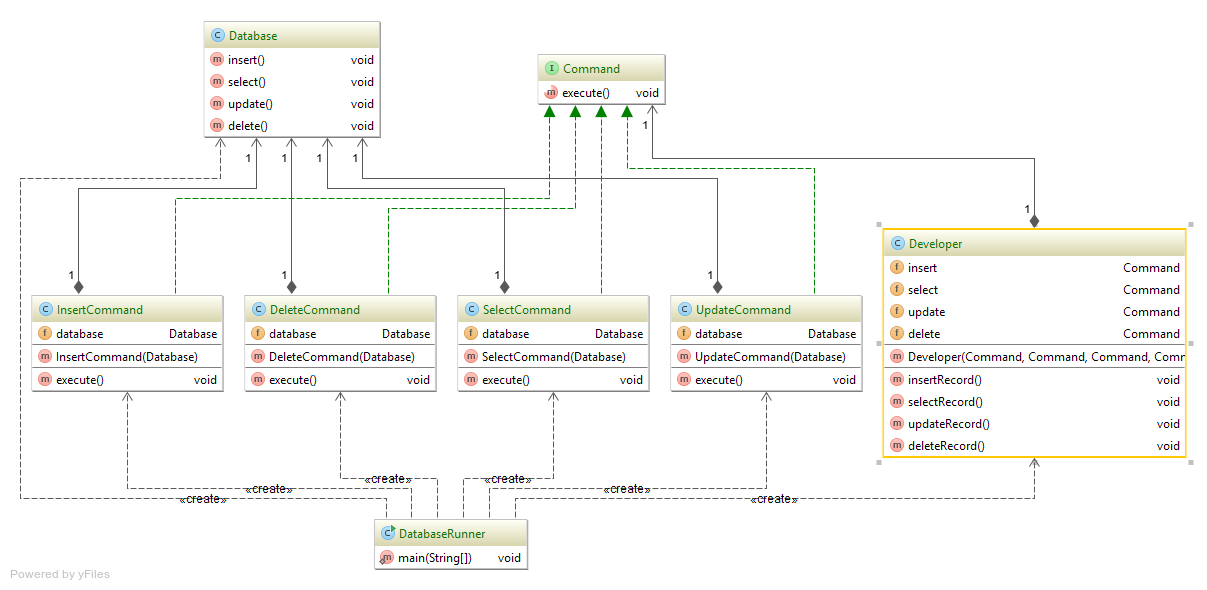 Database
insert() void
select() void
update() void
delete() void
Command
execute() void
1
1 1 1 1
1
1 1 1 1
Developer
insert Command
select Command
update Command
delete Command
Developer(Command, Command, Command, Comm
insertRecord() void
selectRecord() void
updateRecord() void
deleteRecord() void
InsertCommand
database Database
InsertCommand(Database)
execute() void
DeleteCommand
database Database
DeleteCommand(Database)
execute() void
SelectCommand
database Database
SelectCommand(Database)
execute() void
UpdateCommand
database Database
UpdateCommand(Database)
execute() void
«create» «create»
«create» «create»
«create» «create»
DatabaseRunner
main(String[]) void
Powered by yFiles